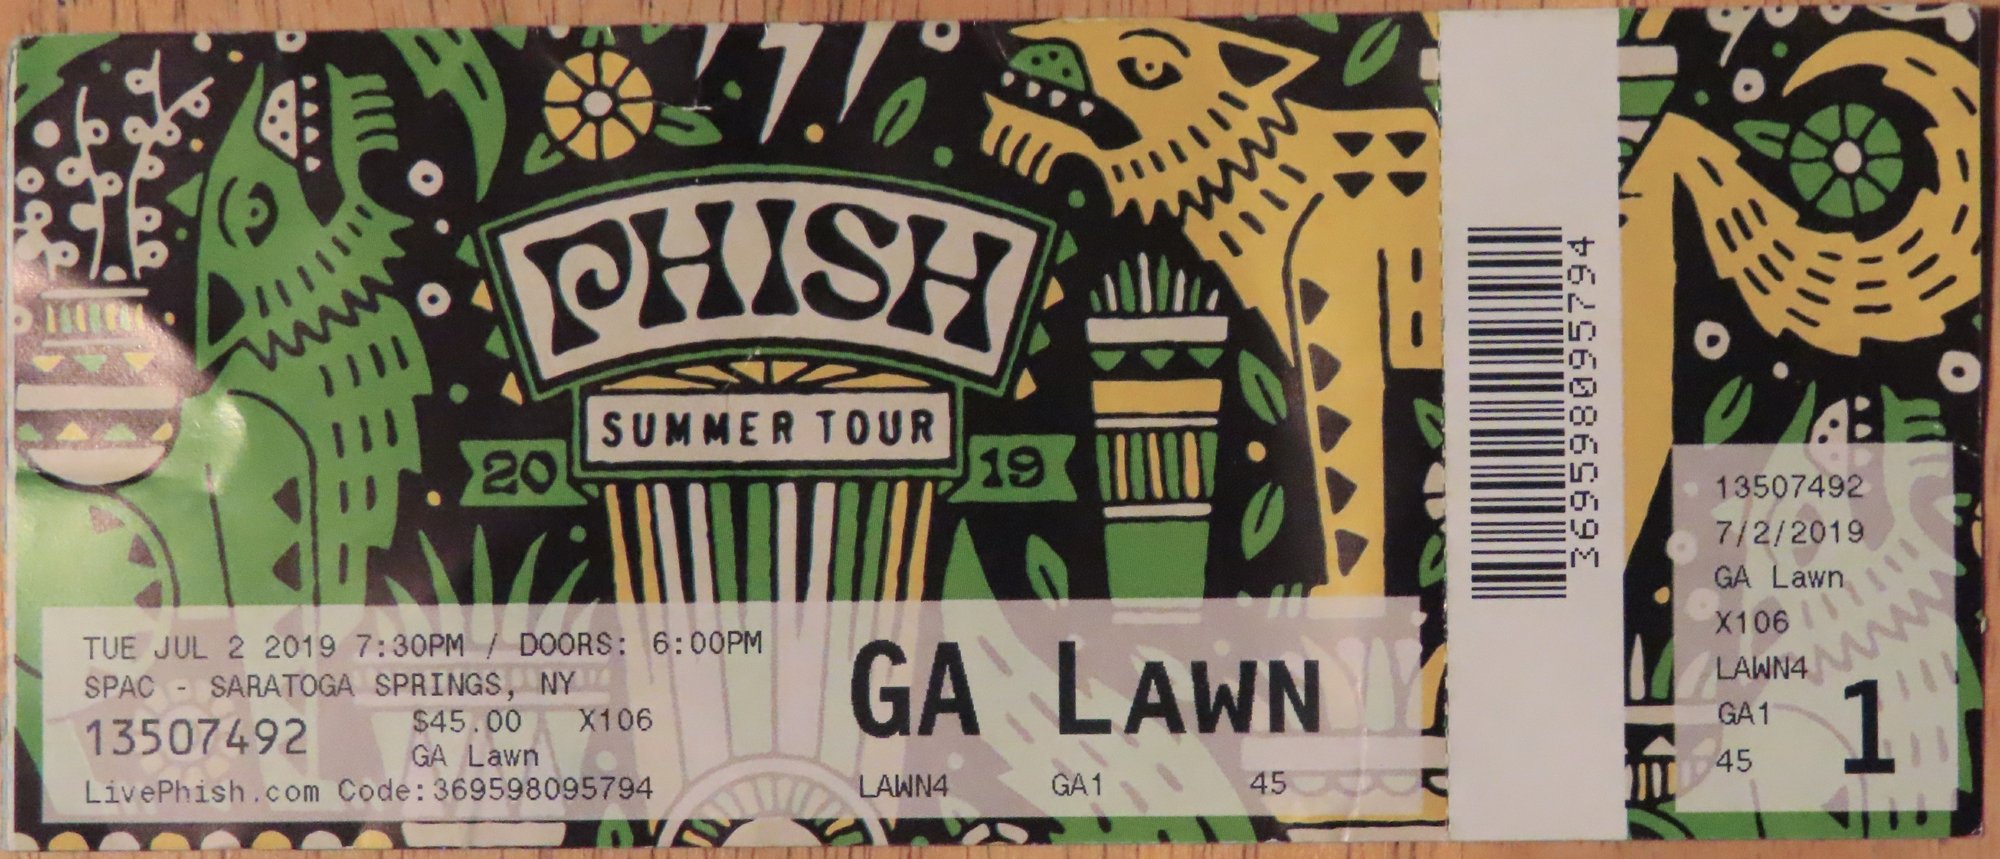 PHISH
SUMMER TOUR
20 19
TUE JUL 2 2019 7:30PM / DOORS: 6:00PM
SPAC - SARATOGA SPRINGS, NY
13507492 $45.00 X106
GA Lawn
LivePhish.com Code:369598095794
GA LAWN
LAWN4 GA1 45
369598095794
13507492
7/2/2019
GA Lawn
X106
LAWN4
GA1
45
1